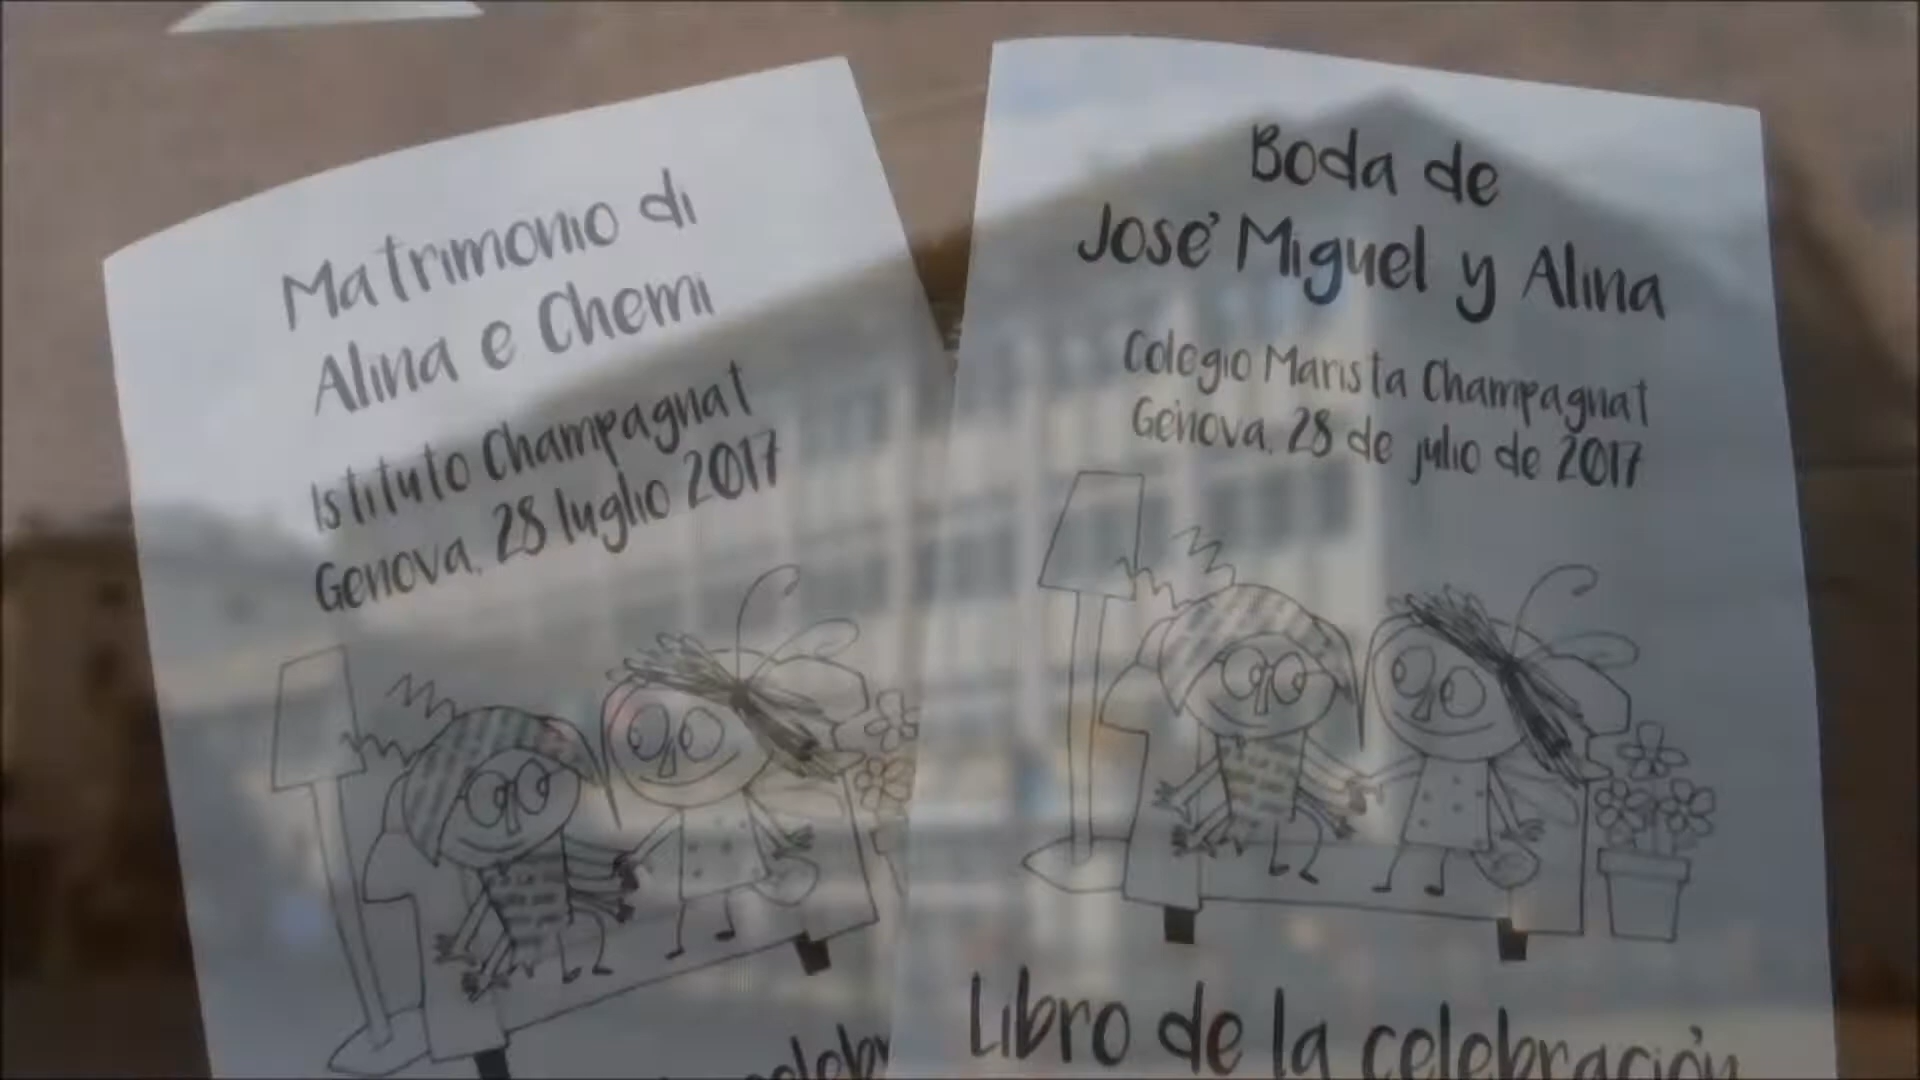 Matrimonio di
Alina e Chemi
Istituto Champagnat
Genova, 28 luglio 2017
Boda de
José Miguel y Alina
Colegio Marista Champagnat
Génova, 28 de julio de 2017
Libro de la celebración